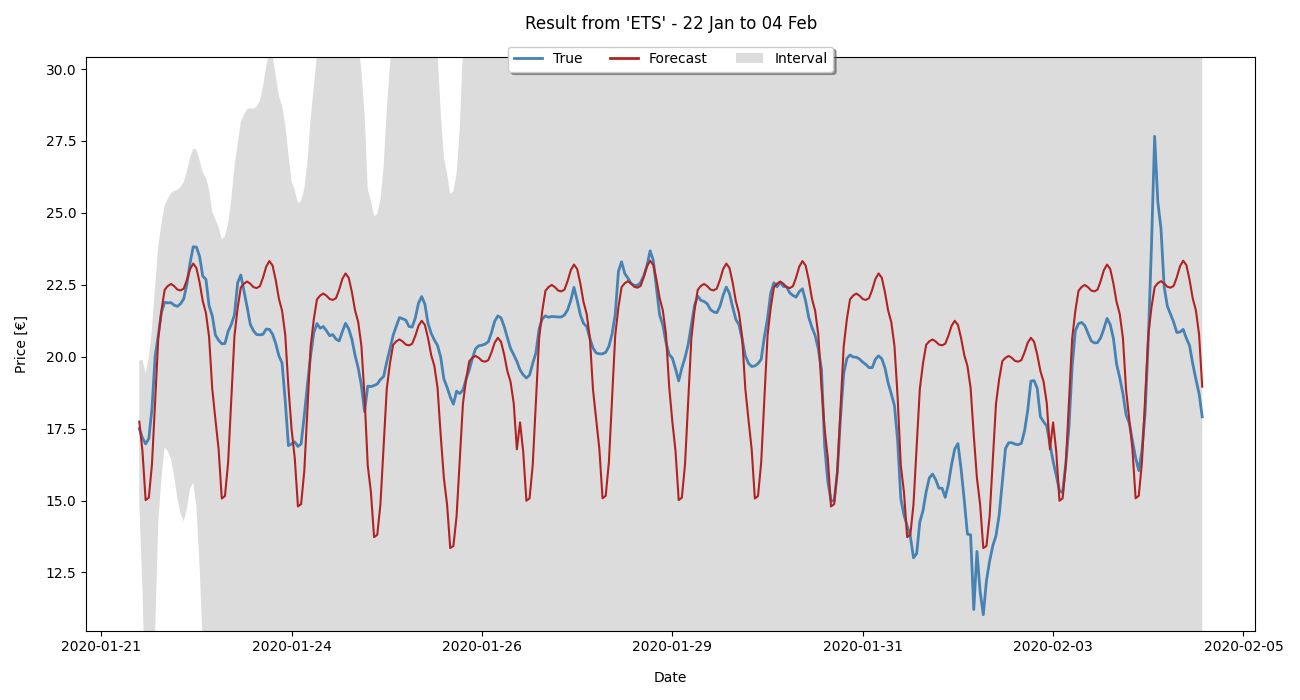 Result from 'ETS' - 22 Jan to 04 Feb
True
Forecast
Interval
Price [€]
30.0
27.5
25.0
22.5
20.0
17.5
15.0
12.5
2020-01-21
2020-01-24
2020-01-26
2020-01-29
2020-01-31
2020-02-03
2020-02-05
Date